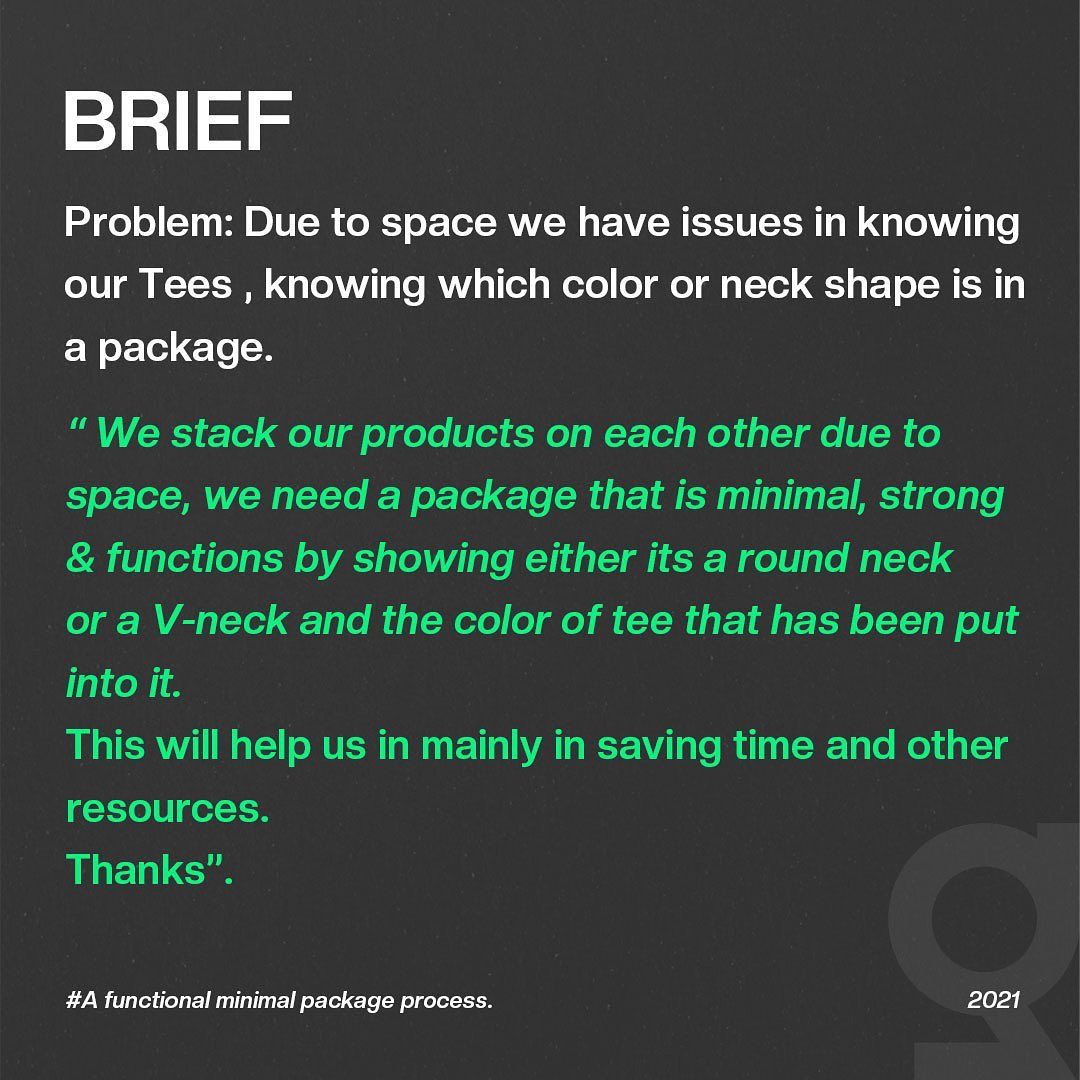 BRIEF
Problem: Due to space we have issues in knowing
our Tees , knowing which color or neck shape is in
a package.
“ We stack our products on each other due to
space, we need a package that is minimal, strong
& functions by showing either its a round neck
or a V-neck and the color of tee that has been put
into it.
This will help us in mainly in saving time and other
resources.
Thanks”.
#A functional minimal package process.
2021